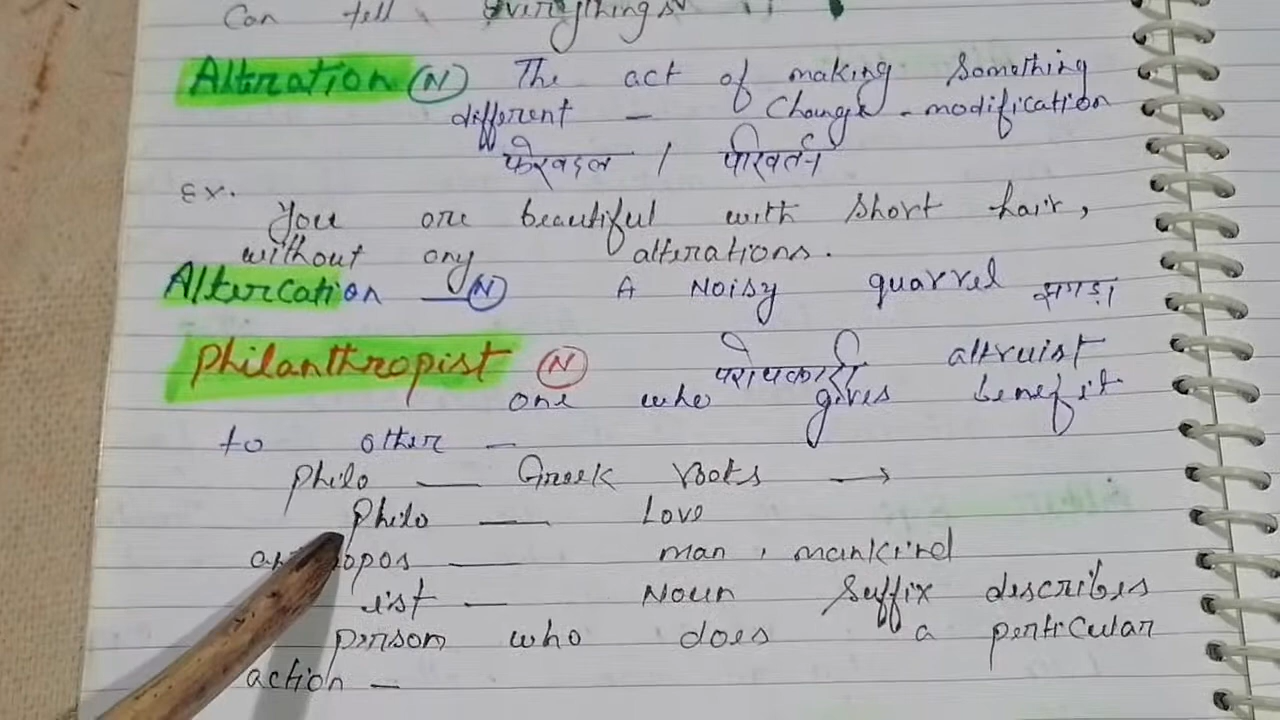 Can tell everythings
Alteration (N) The act of making something
different - Change - modification
फेरबदल / परिवर्तन
Ex.
You are beautiful with short hair,
without any alterations.
Altercation — (N) A Noisy quarrel झगड़ा
Philanthropist (N) परोपकारी altruist
one who gives benefit
to other —
Philo — Greek roots →
Philo — Love
opos — man, mankind
ist — Noun Suffix describes
person who does a perticular
action —